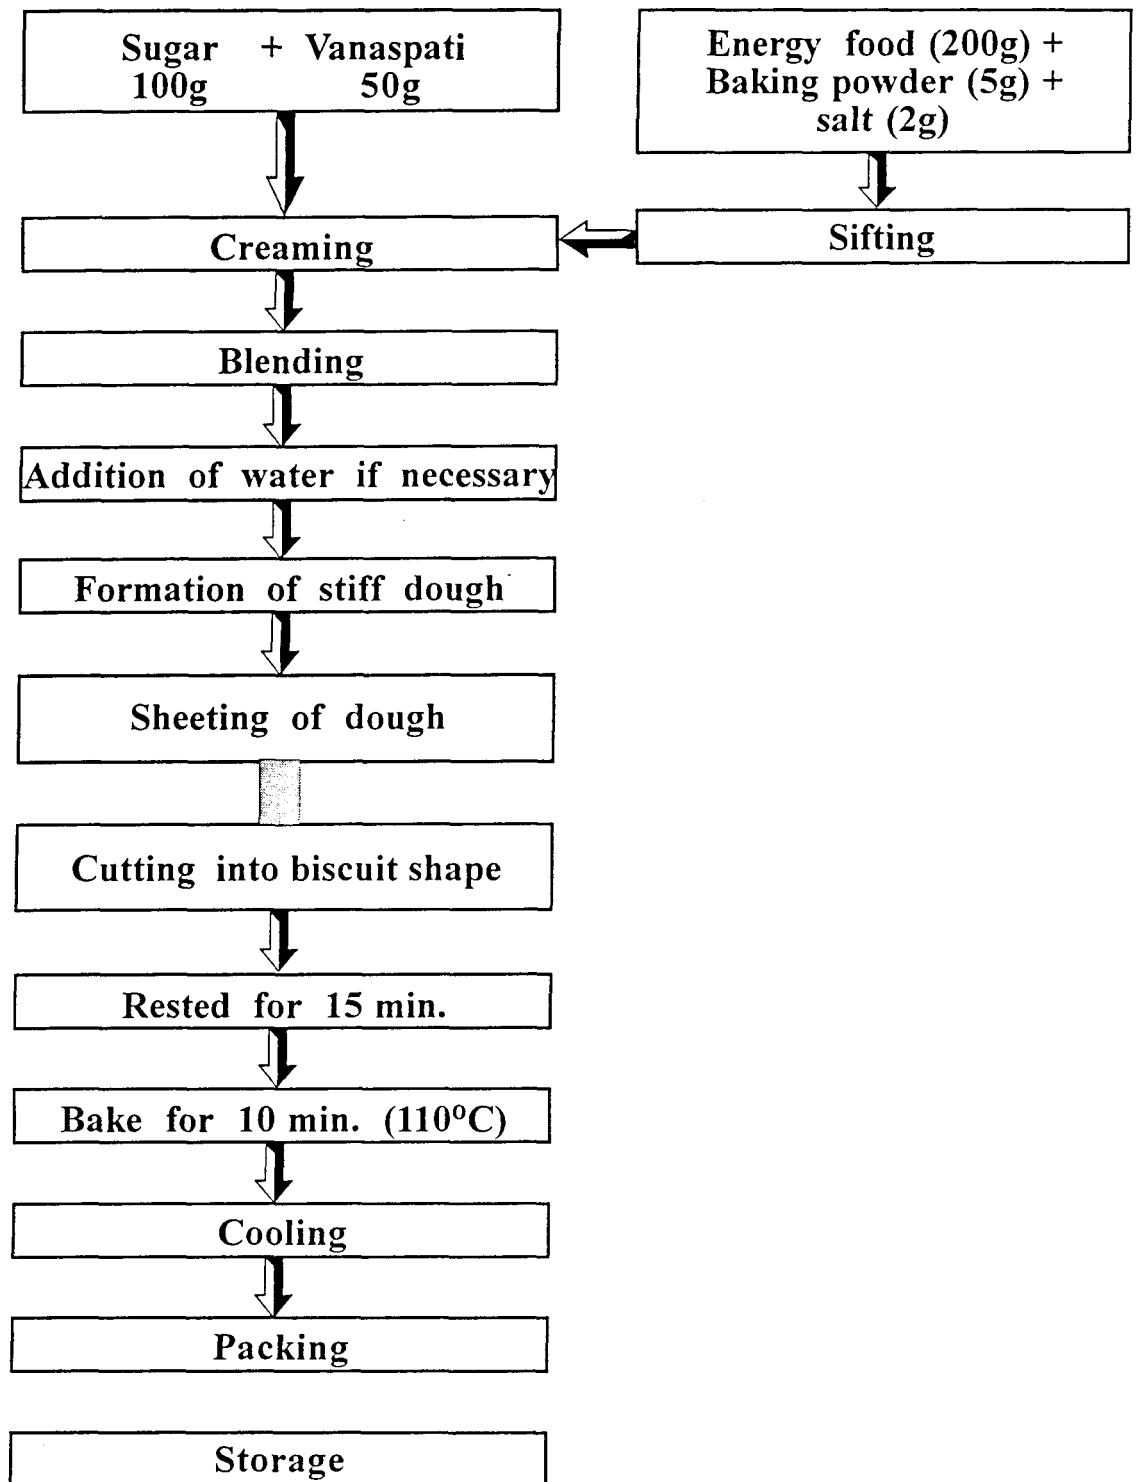 Sugar + Vanaspati
100g 50g
Energy food (200g) +
Baking powder (5g) +
salt (2g)
Creaming
Sifting
Blending
Addition of water if necessary
Formation of stiff dough
Sheeting of dough
Cutting into biscuit shape
Rested for 15 min.
Bake for 10 min. (110°C)
Cooling
Packing
Storage